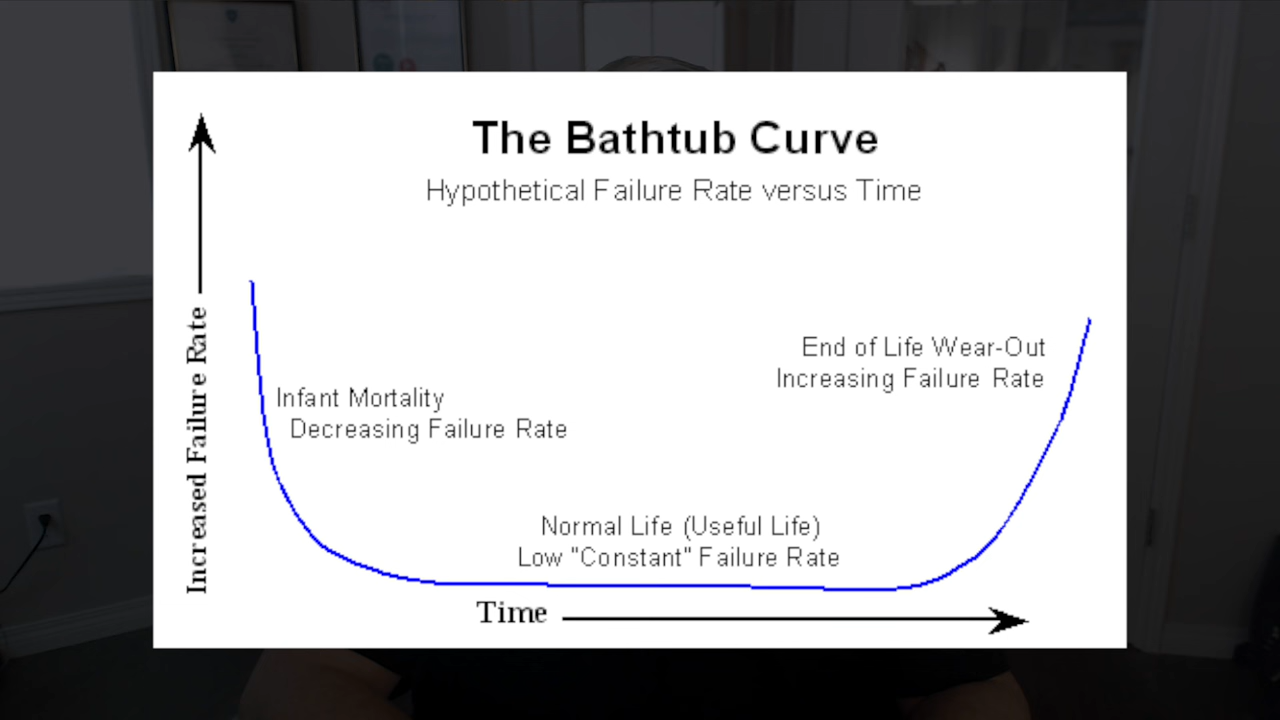 The Bathtub Curve
Hypothetical Failure Rate versus Time
Increased Failure Rate
Infant Mortality
Decreasing Failure Rate
End of Life Wear-Out
Increasing Failure Rate
Normal Life (Useful Life)
Low "Constant" Failure Rate
Time